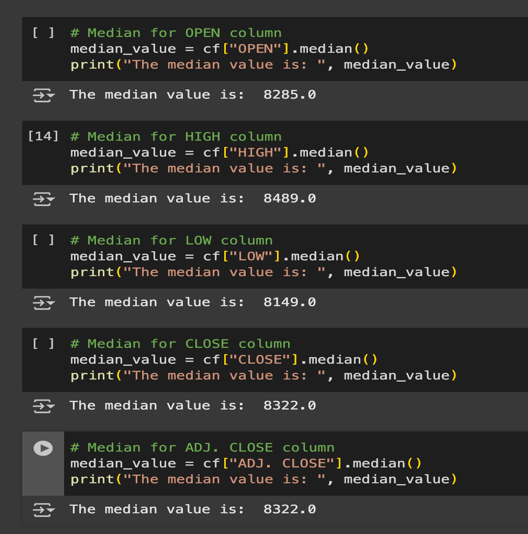 [ ] # Median for OPEN column
median_value = cf["OPEN"].median()
print("The median value is: ", median_value)
The median value is:  8285.0
[14] # Median for HIGH column
median_value = cf["HIGH"].median()
print("The median value is: ", median_value)
The median value is:  8489.0
[ ] # Median for LOW column
median_value = cf["LOW"].median()
print("The median value is: ", median_value)
The median value is:  8149.0
[ ] # Median for CLOSE column
median_value = cf["CLOSE"].median()
print("The median value is: ", median_value)
The median value is:  8322.0
# Median for ADJ. CLOSE column
median_value = cf["ADJ. CLOSE"].median()
print("The median value is: ", median_value)
The median value is:  8322.0